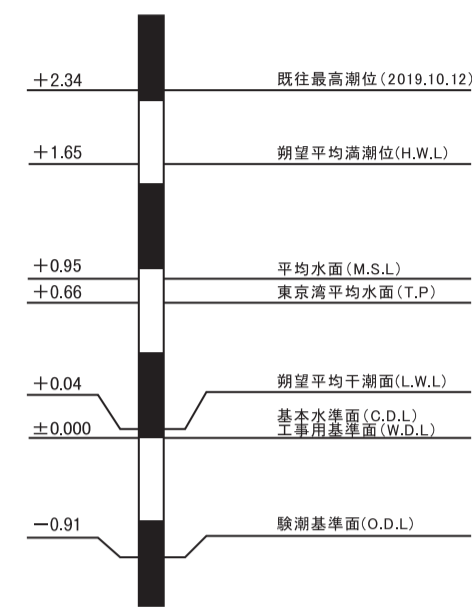 +2.34 既往最高潮位(2019.10.12)
+1.65 朔望平均満潮位(H.W.L)
+0.95 平均水面(M.S.L)
+0.66 東京湾平均水面(T.P)
+0.04 朔望平均干潮面(L.W.L)
基本水準面(C.D.L)
±0.000 工事用基準面(W.D.L)
−0.91 験潮基準面(O.D.L)